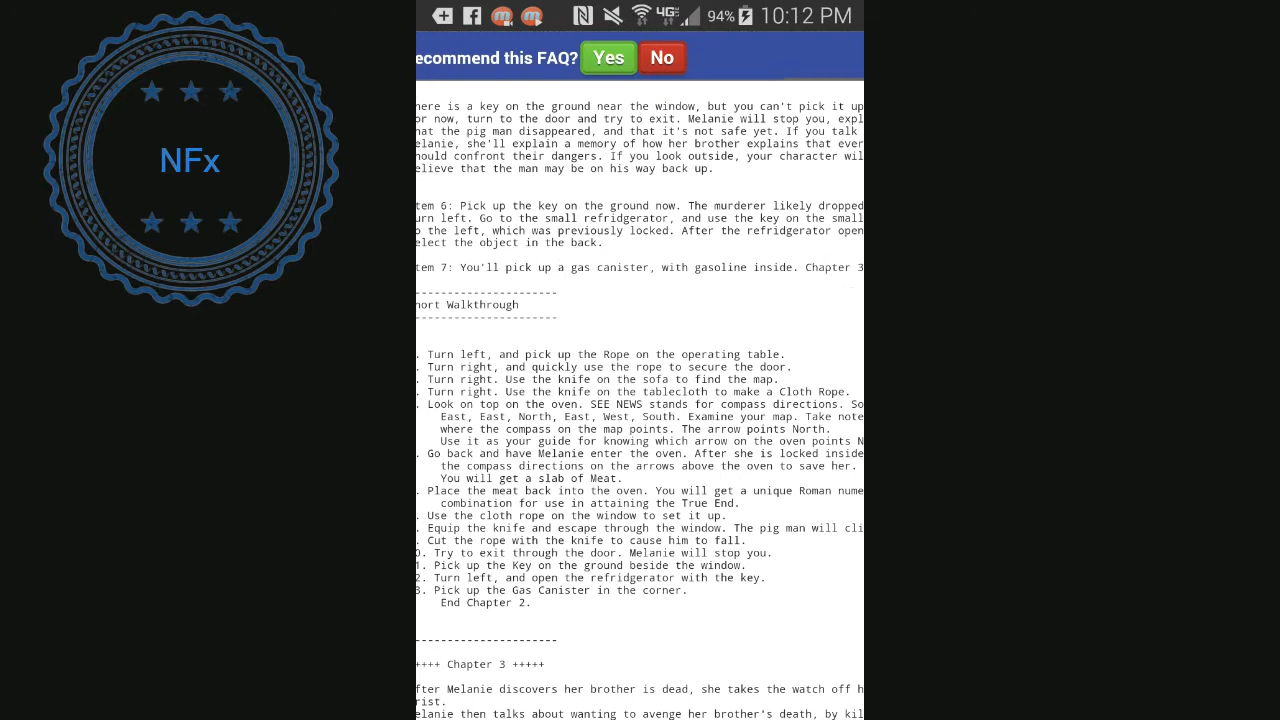 NFx
4G 94% 10:12 PM
ecommend this FAQ? Yes No
here is a key on the ground near the window, but you can't pick it up
or now, turn to the door and try to exit. Melanie will stop you, expl
hat the pig man disappeared, and that it's not safe yet. If you talk
elanie, she'll explain a memory of how her brother explains that ever
hould confront their dangers. If you look outside, your character wil
elieve that the man may be on his way back up.
tem 6: Pick up the key on the ground now. The murderer likely dropped
urn left. Go to the small refridgerator, and use the key on the small
o the left, which was previously locked. After the refridgerator open
elect the object in the back.
tem 7: You'll pick up a gas canister, with gasoline inside. Chapter 3
----------------------
hort Walkthrough
----------------------
. Turn left, and pick up the Rope on the operating table.
. Turn right, and quickly use the rope to secure the door.
. Turn right. Use the knife on the sofa to find the map.
. Turn right. Use the knife on the tablecloth to make a Cloth Rope.
. Look on top on the oven. SEE NEWS stands for compass directions. So
East, East, North, East, West, South. Examine your map. Take note
where the compass on the map points. The arrow points North.
Use it as your guide for knowing which arrow on the oven points N
. Go back and have Melanie enter the oven. After she is locked inside
the compass directions on the arrows above the oven to save her.
You will get a slab of Meat.
. Place the meat back into the oven. You will get a unique Roman nume
combination for use in attaining the True End.
. Use the cloth rope on the window to set it up.
. Equip the knife and escape through the window. The pig man will cli
. Cut the rope with the knife to cause him to fall.
0. Try to exit through the door. Melanie will stop you.
1. Pick up the Key on the ground beside the window.
2. Turn left, and open the refridgerator with the key.
3. Pick up the Gas Canister in the corner.
End Chapter 2.
----------------------
++++ Chapter 3 +++++
fter Melanie discovers her brother is dead, she takes the watch off h
rist.
elanie then talks about wanting to avenge her brother's death, by kil